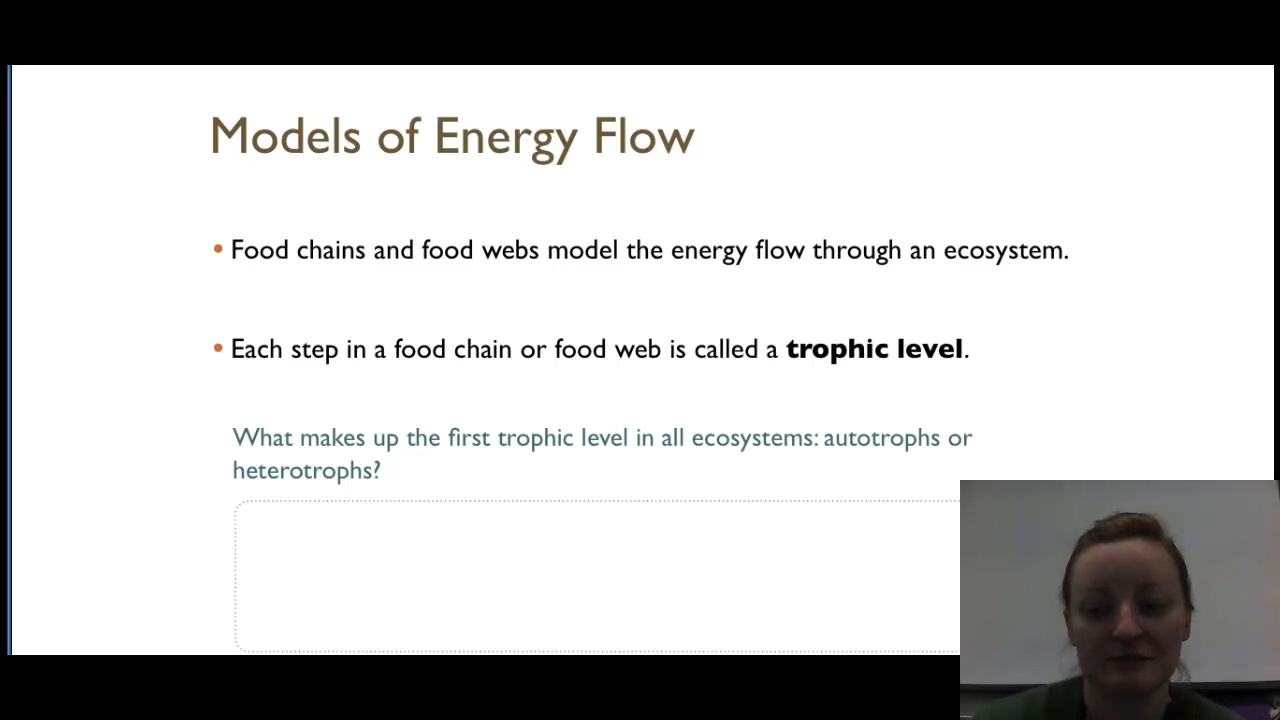 Models of Energy Flow
• Food chains and food webs model the energy flow through an ecosystem.
• Each step in a food chain or food web is called a trophic level.
What makes up the first trophic level in all ecosystems: autotrophs or
heterotrophs?